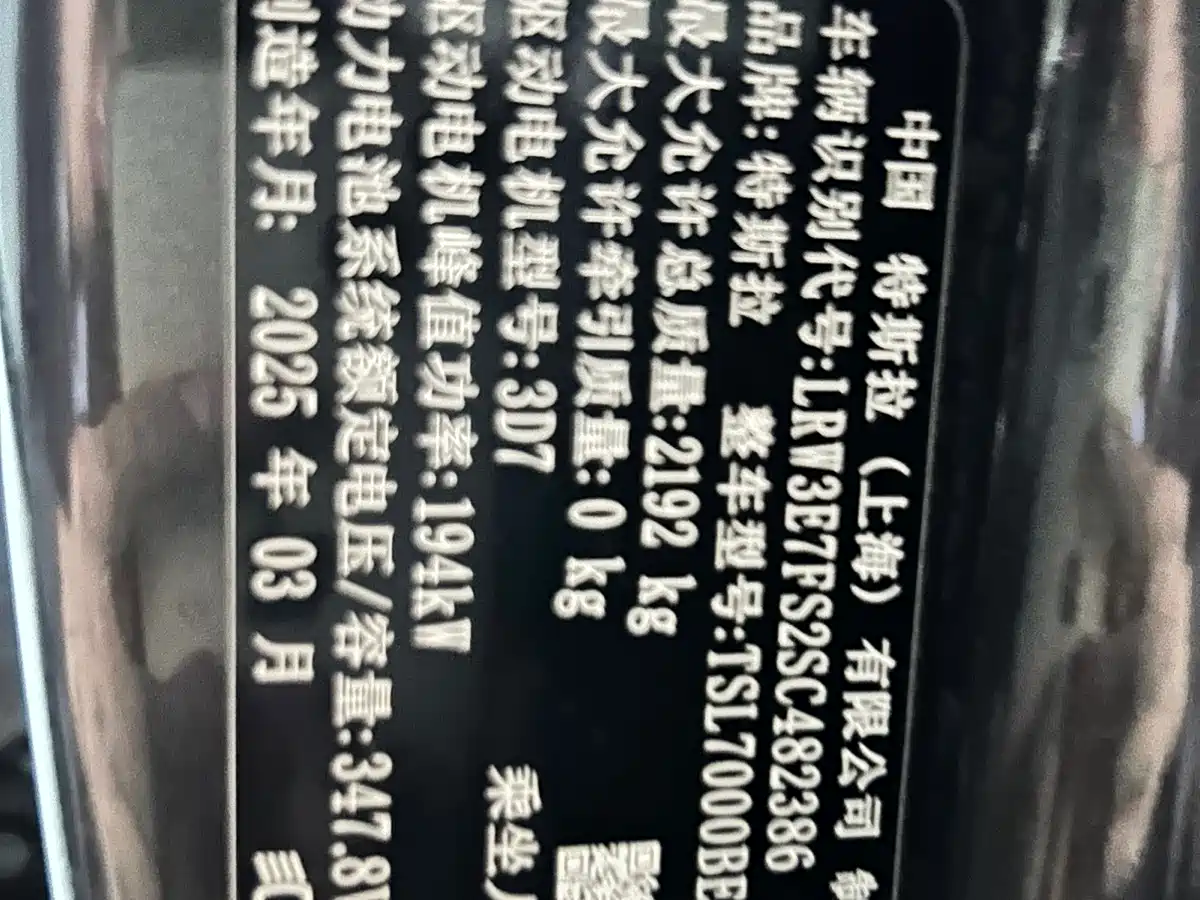 中国 特斯拉（上海）有限公司
车辆识别代号:LRW3E7FS2SC482386
品牌:特斯拉 整车型号:TSL7000BE
最大允许总质量:2192 kg
最大允许牵引质量:0 kg
驱动电机型号:3D7 乘坐
驱动电机峰值功率:194kW
动力电池系统额定电压/容量:347.8V
制造年月: 2025 年 03 月